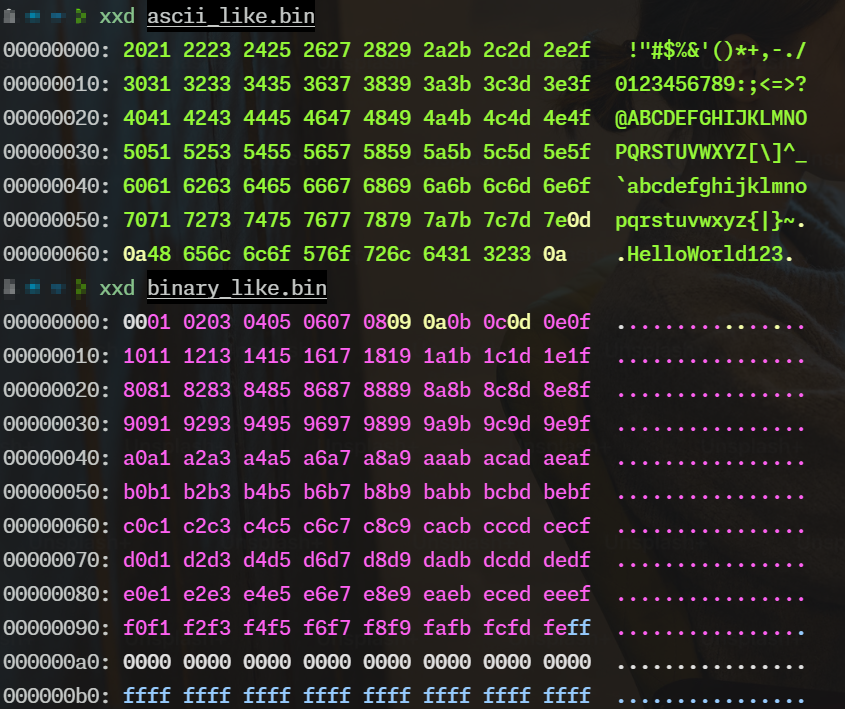 xxd ascii_like.bin
00000000: 2021 2223 2425 2627 2829 2a2b 2c2d 2e2f   !"#$%&'()*+,-./
00000010: 3031 3233 3435 3637 3839 3a3b 3c3d 3e3f  0123456789:;<=>?
00000020: 4041 4243 4445 4647 4849 4a4b 4c4d 4e4f  @ABCDEFGHIJKLMNO
00000030: 5051 5253 5455 5657 5859 5a5b 5c5d 5e5f  PQRSTUVWXYZ[\]^_
00000040: 6061 6263 6465 6667 6869 6a6b 6c6d 6e6f  `abcdefghijklmno
00000050: 7071 7273 7475 7677 7879 7a7b 7c7d 7e0d  pqrstuvwxyz{|}~.
00000060: 0a48 656c 6c6f 576f 726c 6431 3233 0a    .HelloWorld123.
xxd binary_like.bin
00000000: 0001 0203 0405 0607 0809 0a0b 0c0d 0e0f  ................
00000010: 1011 1213 1415 1617 1819 1a1b 1c1d 1e1f  ................
00000020: 8081 8283 8485 8687 8889 8a8b 8c8d 8e8f  ................
00000030: 9091 9293 9495 9697 9899 9a9b 9c9d 9e9f  ................
00000040: a0a1 a2a3 a4a5 a6a7 a8a9 aaab acad aeaf  ................
00000050: b0b1 b2b3 b4b5 b6b7 b8b9 babb bcbd bebf  ................
00000060: c0c1 c2c3 c4c5 c6c7 c8c9 cacb cccd cecf  ................
00000070: d0d1 d2d3 d4d5 d6d7 d8d9 dadb dcdd dedf  ................
00000080: e0e1 e2e3 e4e5 e6e7 e8e9 eaeb eced eeef  ................
00000090: f0f1 f2f3 f4f5 f6f7 f8f9 fafb fcfd feff  ................
000000a0: 0000 0000 0000 0000 0000 0000 0000 0000  ................
000000b0: ffff ffff ffff ffff ffff ffff ffff ffff  ................